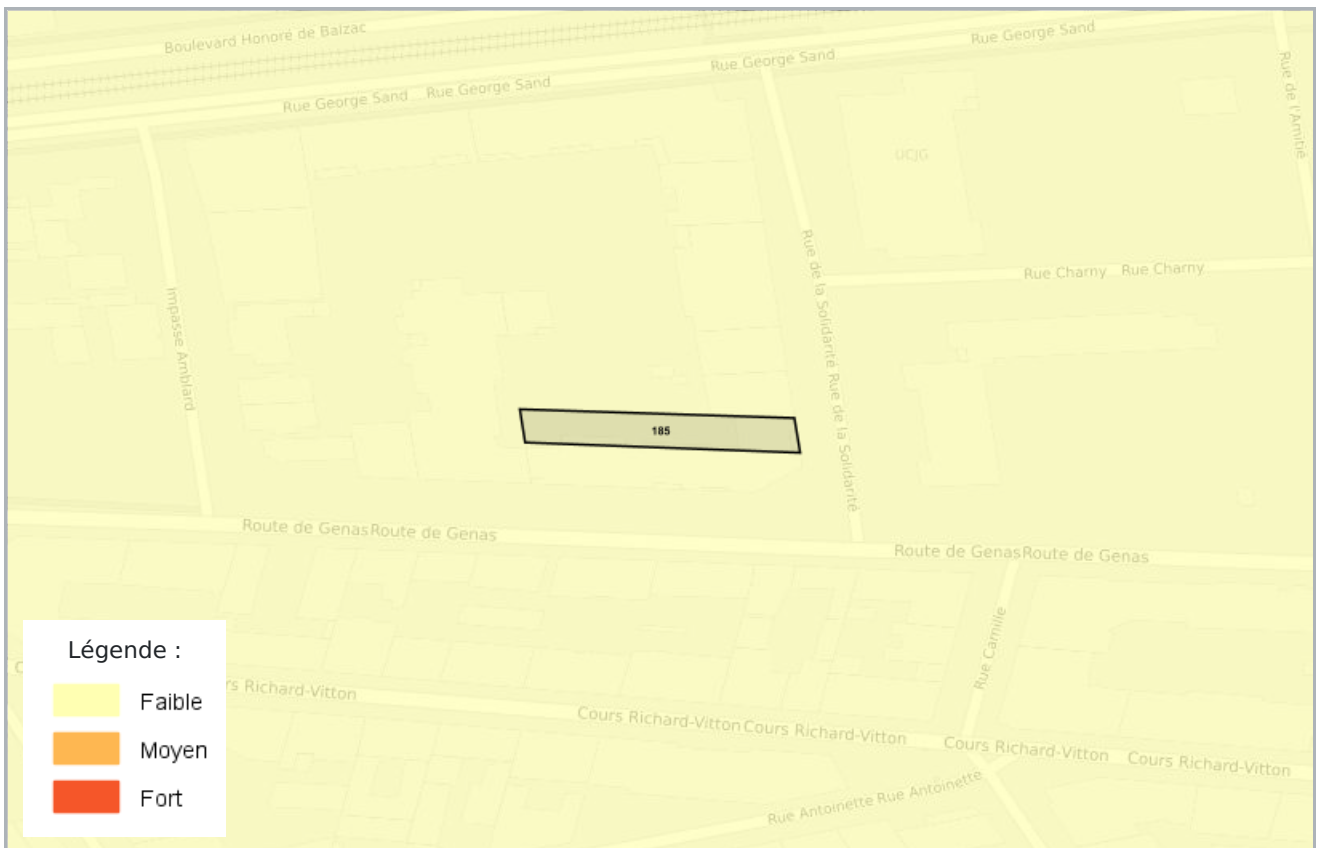 Boulevard Honoré de Balzac
Rue George Sand
Rue George Sand
Rue George Sand
Rue George Sand
Rue de l'Amitié
UCJG
Rue de la Solidarité Rue de la Solidarité
Rue Charny Rue Charny
Impasse Amblard
185
Route de Genas Route de Genas
Route de Genas Route de Genas
Rue Camille
Richard-Vitton
Cours Richard-Vitton Cours Richard-Vitton
Cours Richard-Vitton Cours Richard-Vitton
Rue Antoinette Rue Antoinette
Légende :
Faible
Moyen
Fort